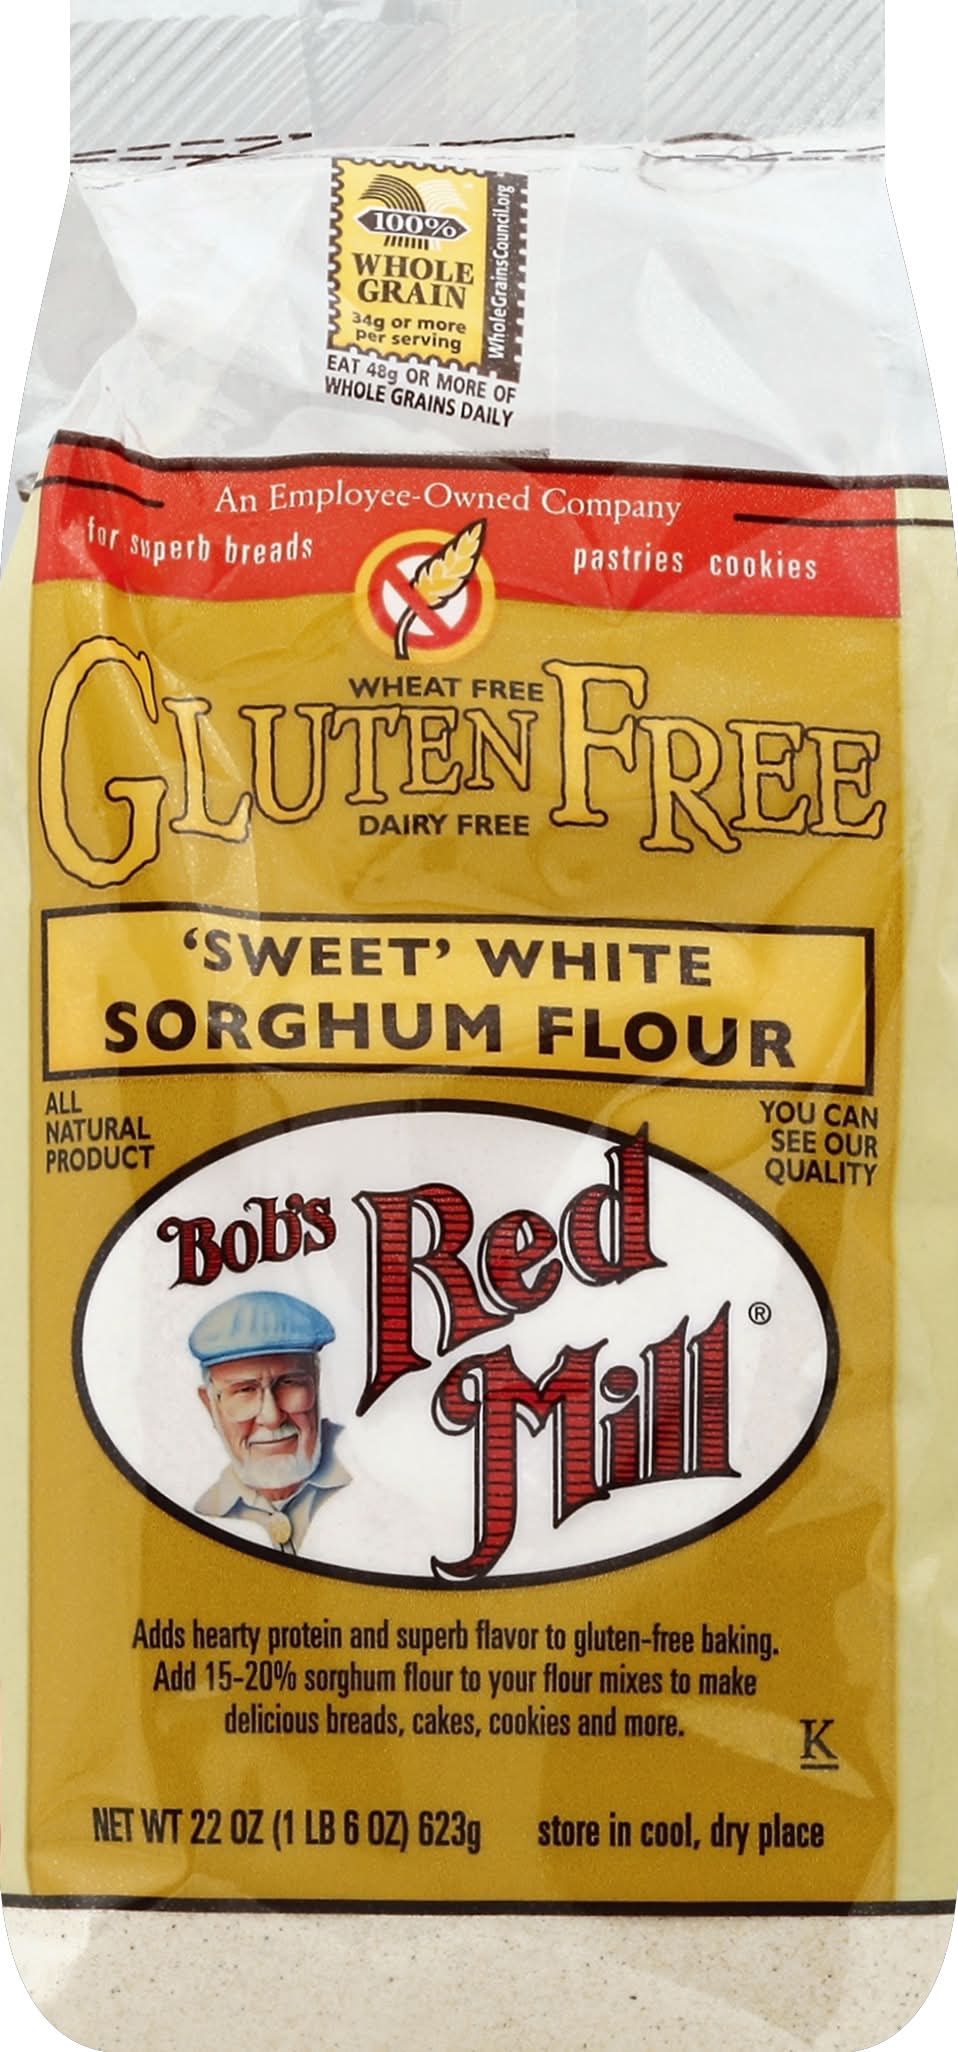 100%
WHOLE
GRAIN
34g or more
per serving
WholeGrainsCouncil.org
EAT 48g OR MORE OF
WHOLE GRAINS DAILY
An Employee-Owned Company
for superb breads
pastries cookies
WHEAT FREE
GLUTEN FREE
DAIRY FREE
‘SWEET’ WHITE
SORGHUM FLOUR
ALL
NATURAL
PRODUCT
YOU CAN
SEE OUR
QUALITY
Bob's
Red
Mill®
Adds hearty protein and superb flavor to gluten-free baking.
Add 15-20% sorghum flour to your flour mixes to make
delicious breads, cakes, cookies and more.
K
NET WT 22 OZ (1 LB 6 OZ) 623g
store in cool, dry place